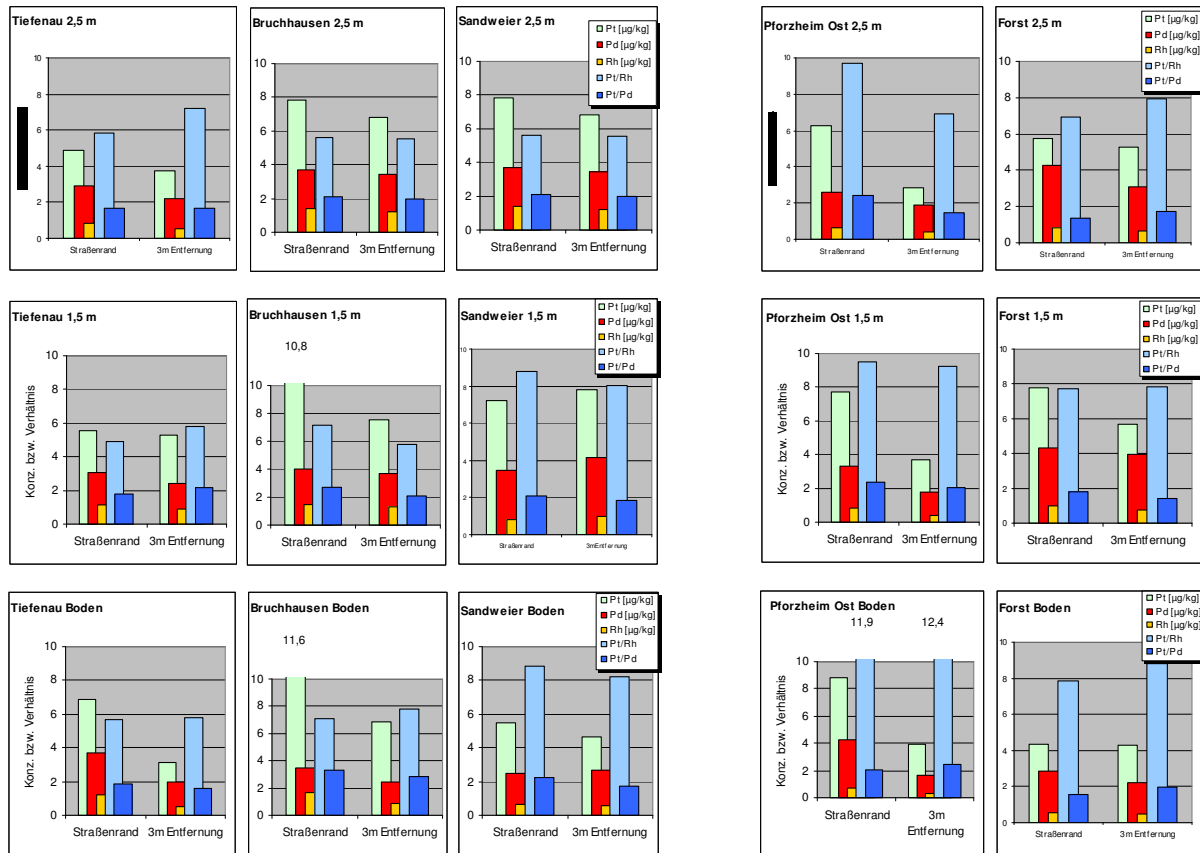 Tiefenau 2,5 m
10
8
6
4
2
0
Straßenrand
3m Entfernung
Bruchhausen 2,5 m
10
8
6
4
2
0
Straßenrand
3m Entfernung
Sandweier 2,5 m
Pt [µg/kg]
Pd [µg/kg]
Rh [µg/kg]
Pt/Rh
Pt/Pd
10
8
6
4
2
0
Straßenrand
3m Entfernung
Pforzheim Ost 2,5 m
10
8
6
4
2
0
Straßenrand
3m Entfernung
Forst 2,5 m
Pt [µg/kg]
Pd [µg/kg]
Rh [µg/kg]
Pt/Rh
Pt/Pd
10
8
6
4
2
0
Straßenrand
3m Entfernung
Tiefenau 1,5 m
Konz. bzw. Verhältnis
10
8
6
4
2
0
Straßenrand
3m Entfernung
Bruchhausen 1,5 m
10,8
10
8
6
4
2
0
Straßenrand
3m Entfernung
Sandweier 1,5 m
Pt [µg/kg]
Pd [µg/kg]
Rh [µg/kg]
Pt/Rh
Pt/Pd
10
8
6
4
2
0
Straßenrand
3mEntfernung
Pforzheim Ost 1,5 m
Konz. bzw. Verhältnis
10
8
6
4
2
0
Straßenrand
3m Entfernung
Forst 1,5 m
Pt [µg/kg]
Pd [µg/kg]
Rh [µg/kg]
Pt/Rh
Pt/Pd
10
8
6
4
2
0
Straßenrand
3m Entfernung
Tiefenau Boden
Konz. bzw. Verhältnis
10
8
6
4
2
0
Straßenrand
3m Entfernung
Bruchhausen Boden
11,6
10
8
6
4
2
0
Straßenrand
3m Entfernung
Sandweier Boden
Pt [µg/kg]
Pd [µg/kg]
Rh [µg/kg]
Pt/Rh
Pt/Pd
10
8
6
4
2
0
Straßenrand
3m Entfernung
Pforzheim Ost Boden
11,9
12,4
Konz. bzw. Verhältnis
10
8
6
4
2
0
Straßenrand
3m
Entfernung
Forst Boden
Pt [µg/kg]
Pd [µg/kg]
Rh [µg/kg]
Pt/Rh
Pt/Pd
10
8
6
4
2
0
Straßenrand
3m Entfernung